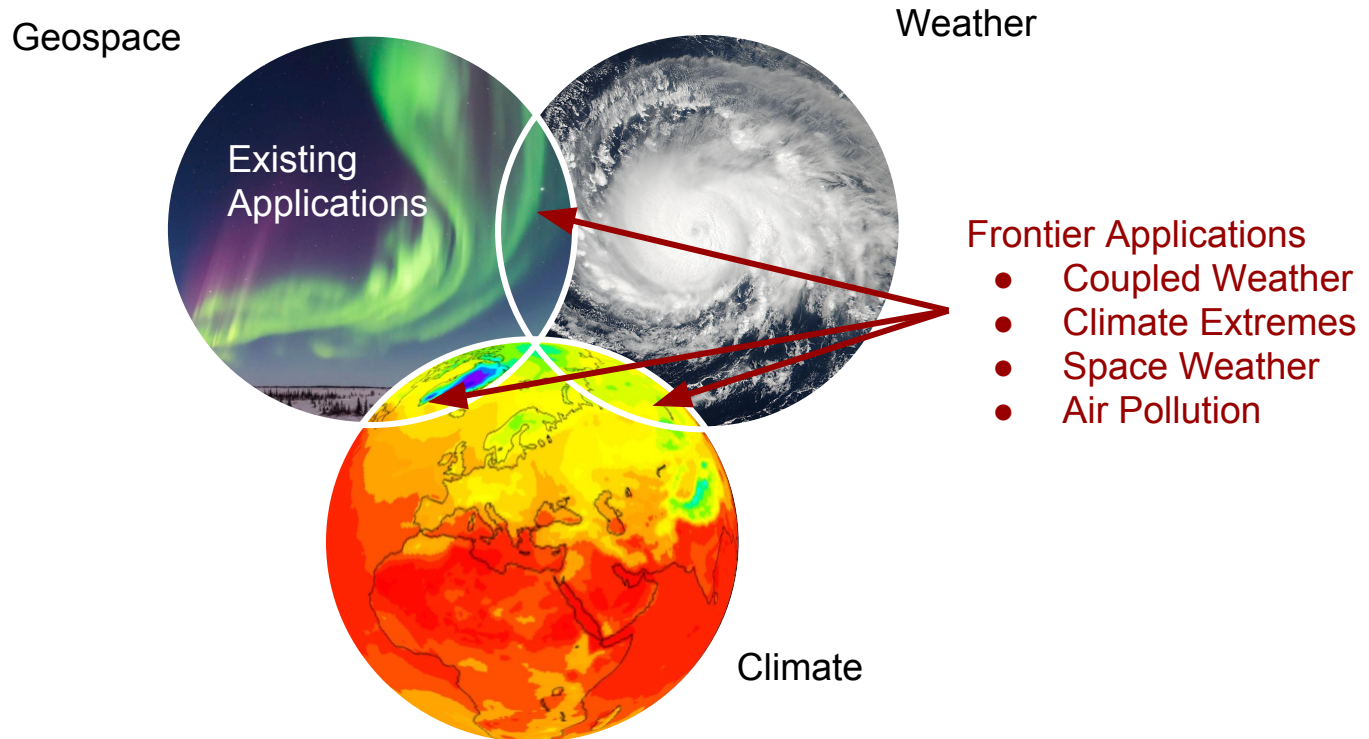 Geospace
Weather
Existing
Applications
Frontier Applications
● Coupled Weather
● Climate Extremes
● Space Weather
● Air Pollution
Climate